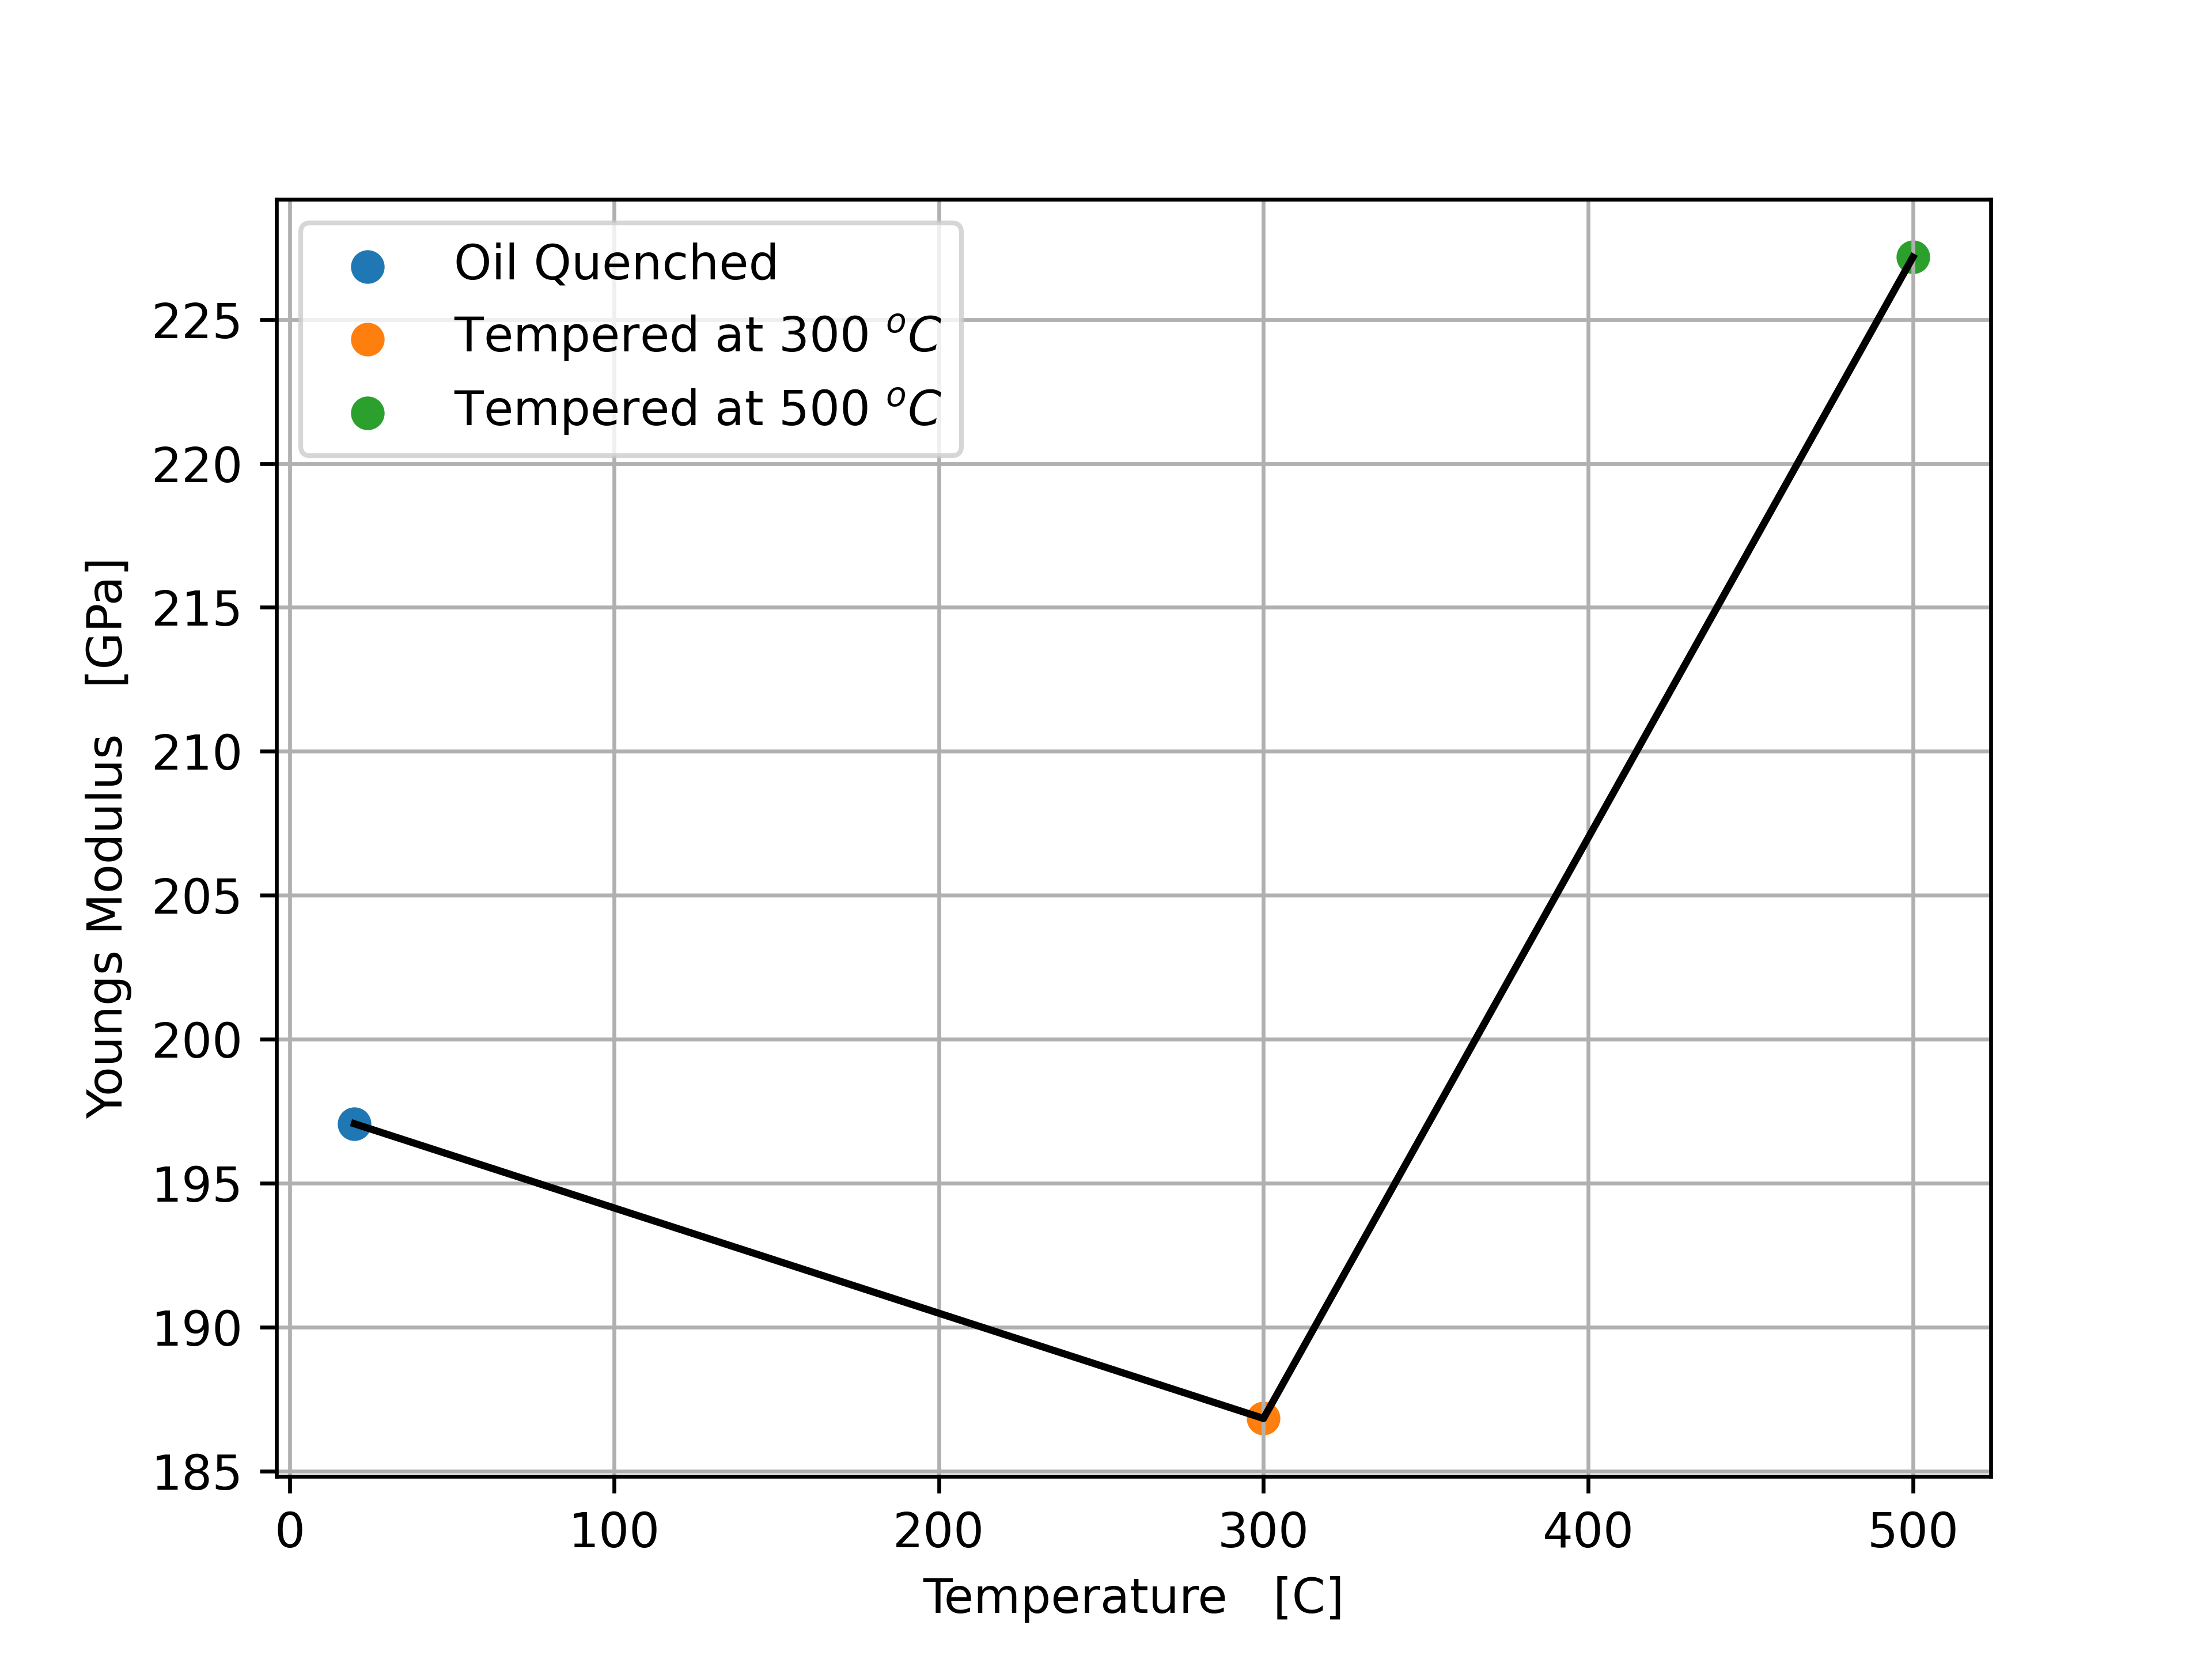 Oil Quenched
Tempered at 300 °C
Tempered at 500 °C
225
220
215
210
205
200
195
190
185
Youngs Modulus [GPa]
0 100 200 300 400 500
Temperature [C]